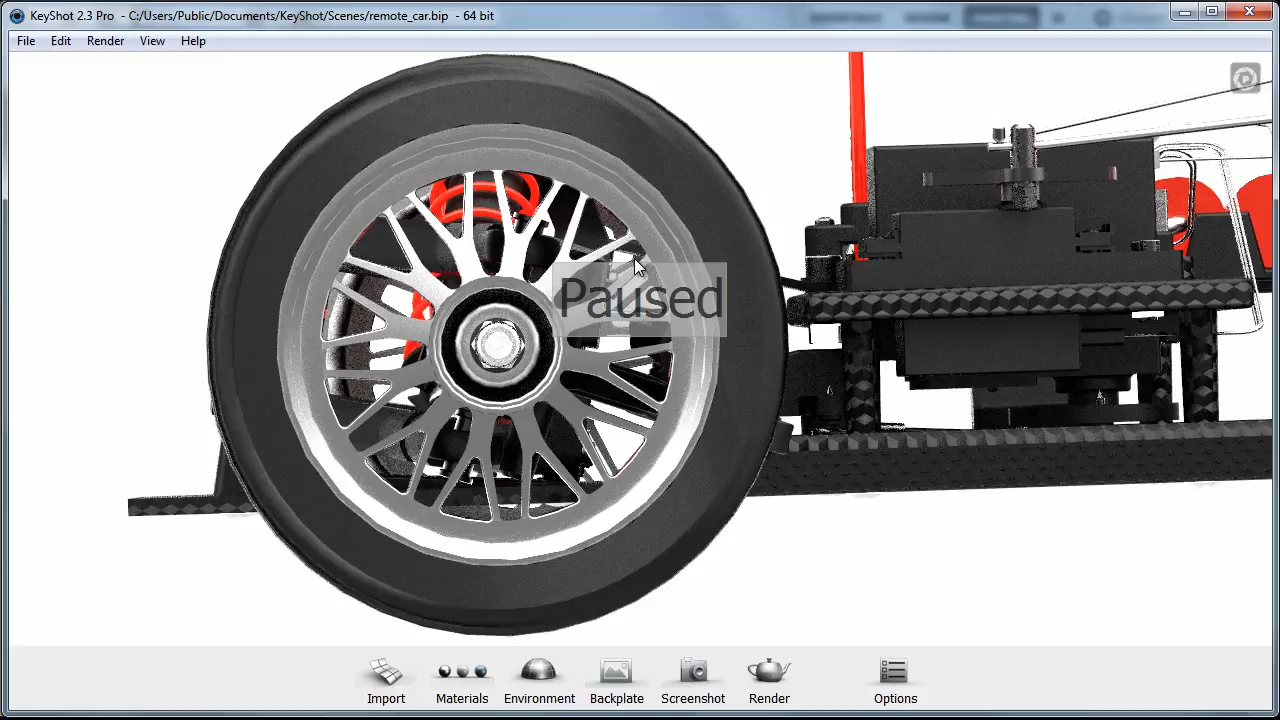 KeyShot 2.3 Pro - C:/Users/Public/Documents/KeyShot/Scenes/remote_car.bip - 64 bit
File Edit Render View Help
P
Paused
Import Materials Environment Backplate Screenshot Render Options